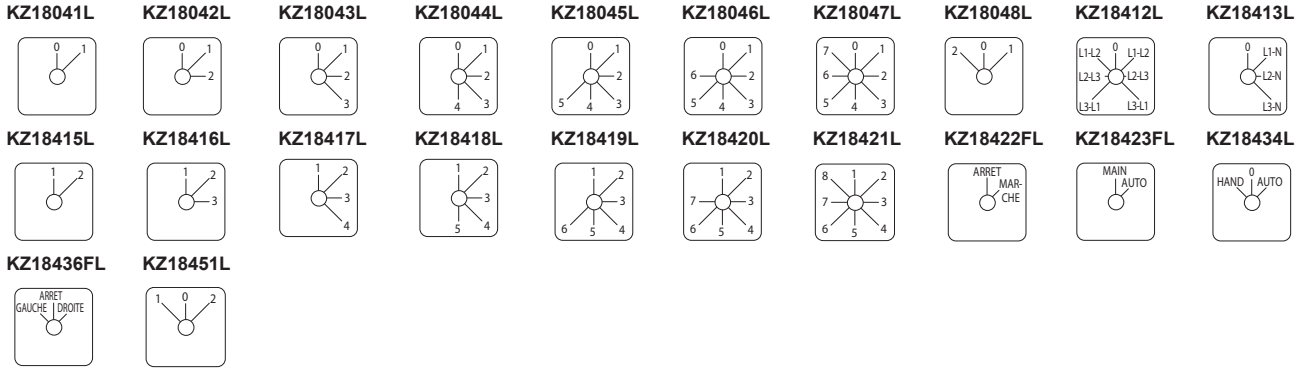 KZ18041L KZ18042L KZ18043L KZ18044L KZ18045L KZ18046L KZ18047L KZ18048L KZ18412L KZ18413L
0 1
0 1
2
0 1
2
3
0 1
2
4 3
0 1
2
5 4 3
0 1
6 2
5 4 3
7 0 1
6 2
5 4 3
2 0 1
L1-L2 0 L1-L2
L2-L3 L2-L3
L3-L1 L3-L1
0 L1-N
L2-N
L3-N
KZ18415L KZ18416L KZ18417L KZ18418L KZ18419L KZ18420L KZ18421L KZ18422FL KZ18423FL KZ18434L
1 2
1 2
3
1 2
3
4
1 2
3
5 4
1 2
3
6 5 4
1 2
7 3
6 5 4
8 1 2
7 3
6 5 4
ARRET
MAR-
CHE
MAIN
AUTO
0
HAND AUTO
KZ18436FL KZ18451L
ARRET
GAUCHE DROITE
1 0 2